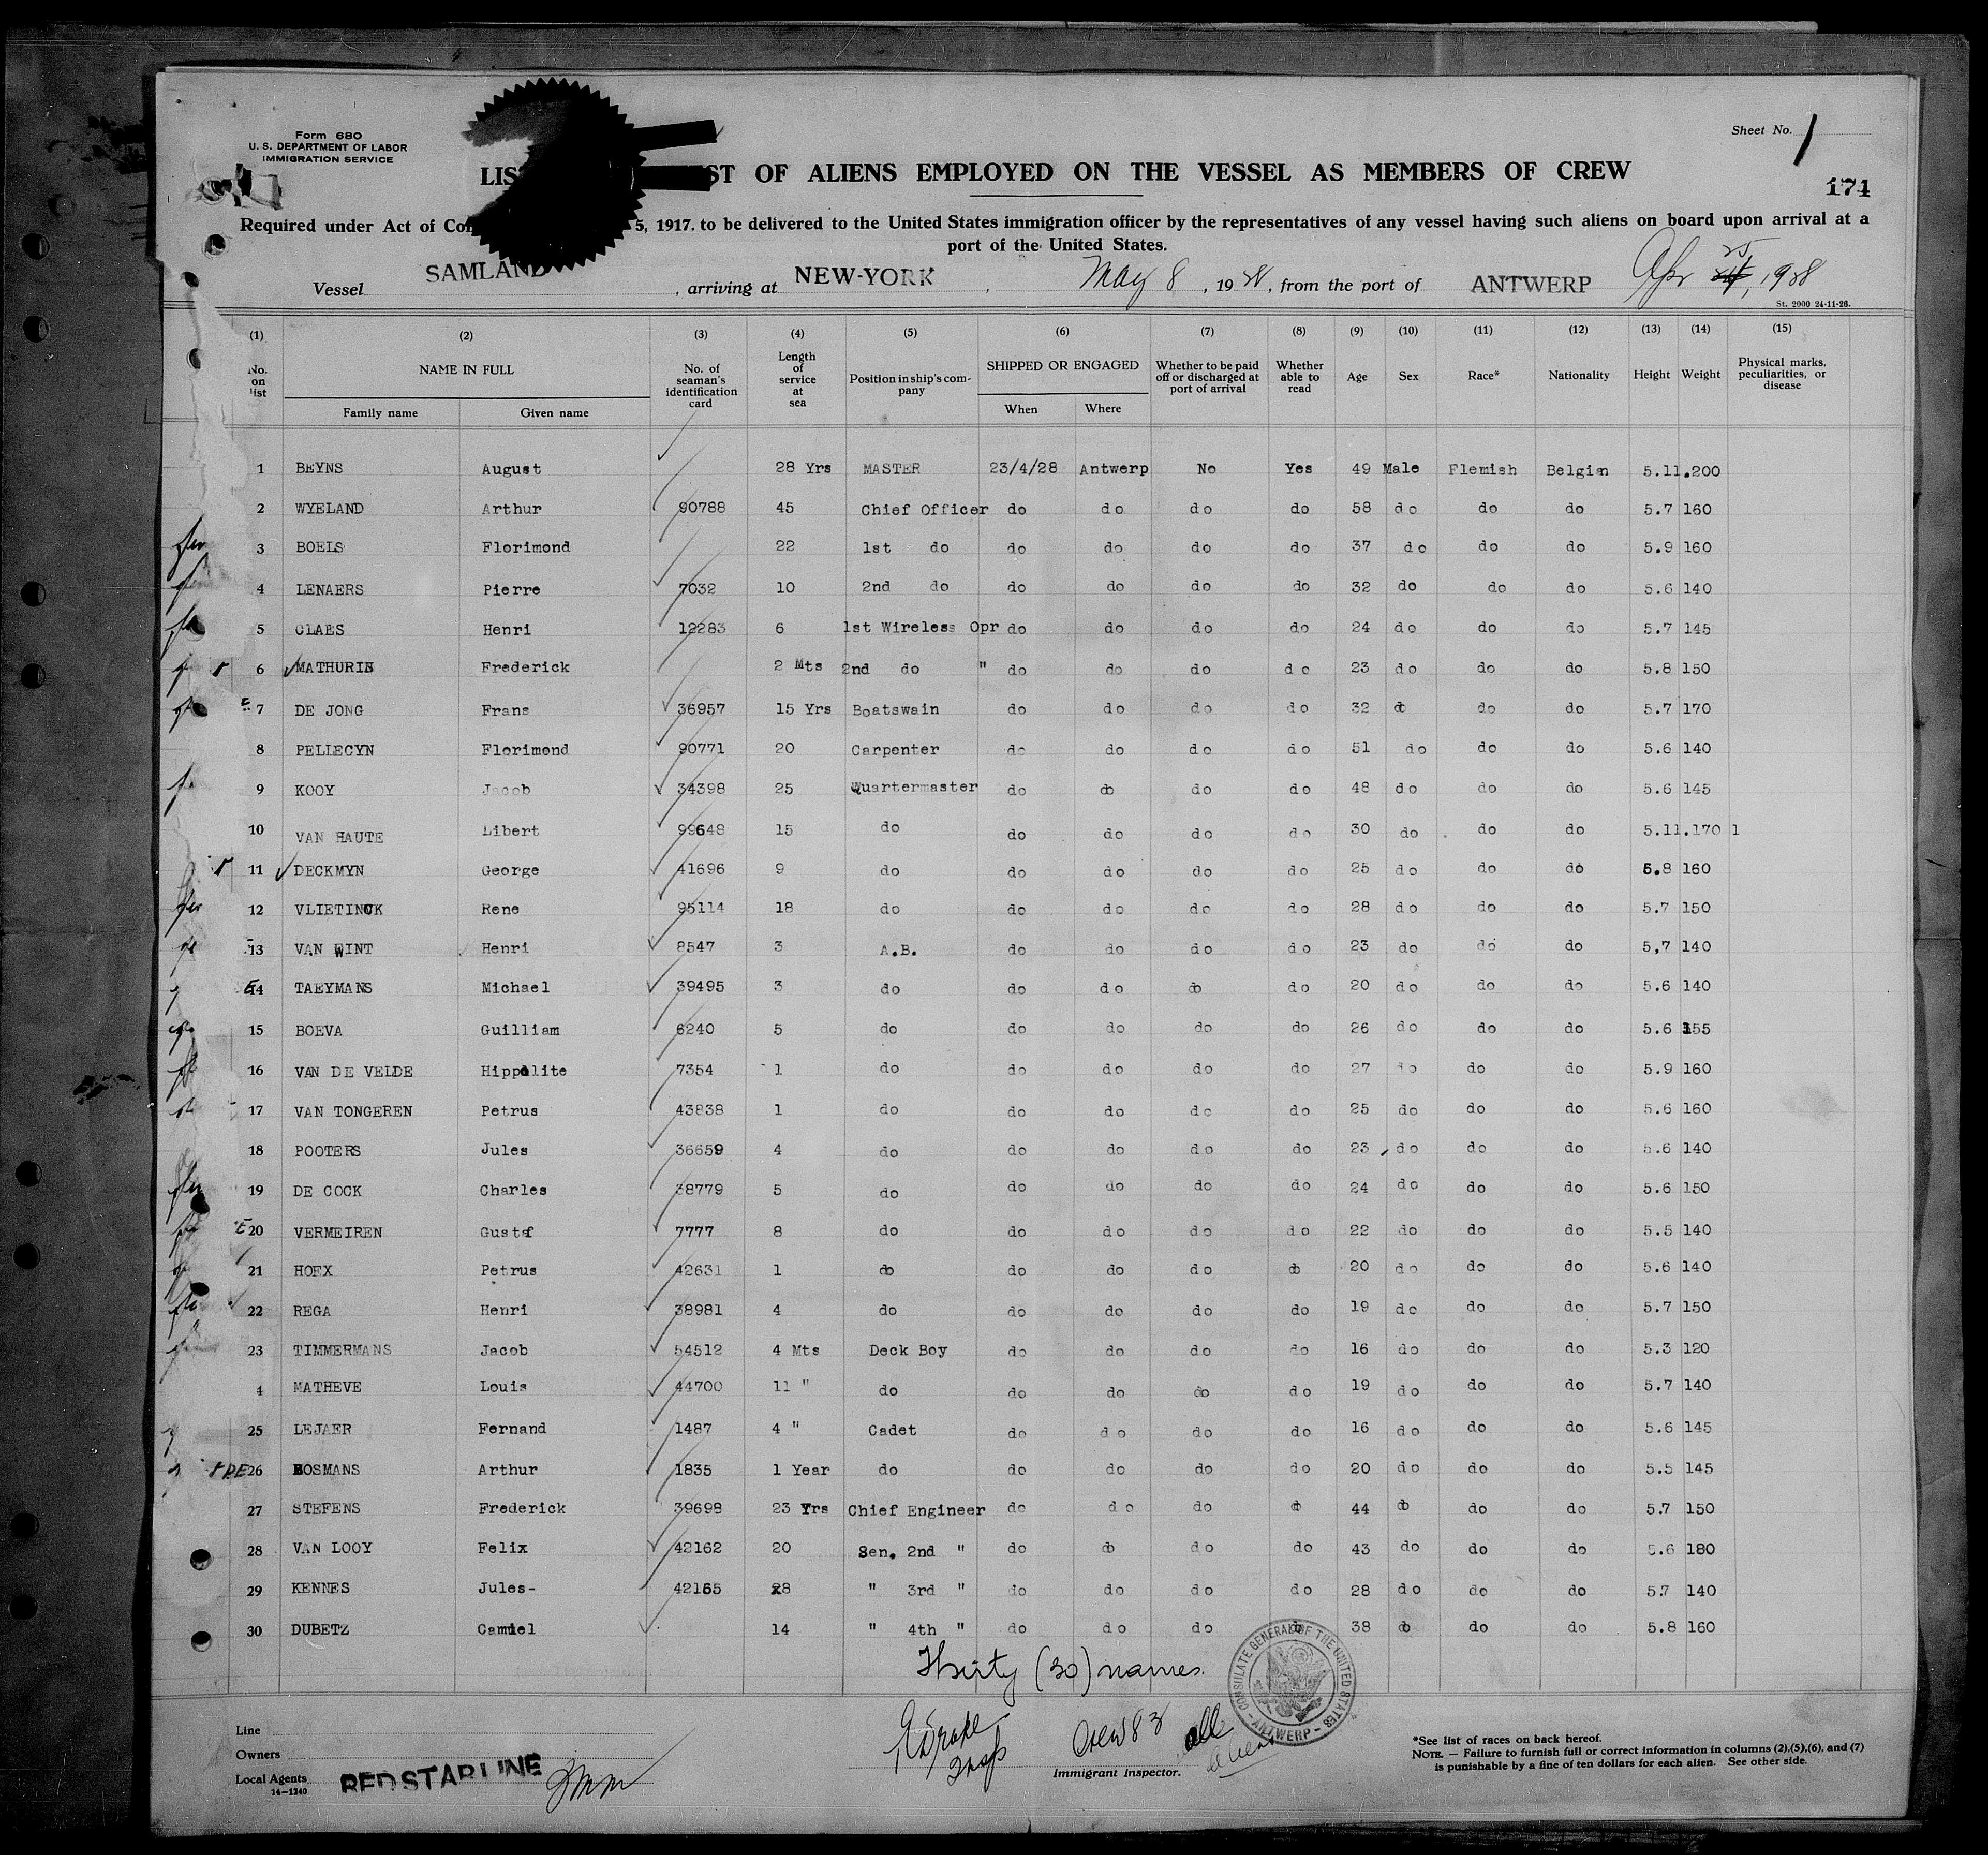 Form 680
U. S. DEPARTMENT OF LABOR
IMMIGRATION SERVICE
Sheet No. 1
LIS ST OF ALIENS EMPLOYED ON THE VESSEL AS MEMBERS OF CREW
174
Required under Act of Con 5, 1917. to be delivered to the United States immigration officer by the representatives of any vessel having such aliens on board upon arrival at a
port of the United States.
Vessel SAMLAND, arriving at NEW-YORK, May 8, 1928, from the port of ANTWERP Apr 25, 1928
St. 2000 24-11-26.
(1) (2) (3) (4) (5) (6) (7) (8) (9) (10) (11) (12) (13) (14) (15)
No. on list NAME IN FULL No. of seaman's identification card Length of service at sea Position in ship's company SHIPPED OR ENGAGED Whether to be paid off or discharged at port of arrival Whether able to read Age Sex Race* Nationality Height Weight Physical marks, peculiarities, or disease
Family name Given name When Where
1 BEYNS August 28 Yrs MASTER 23/4/28 Antwerp No Yes 49 Male Flemish Belgian 5.11.200
2 WYELAND Arthur 90788 45 Chief Officer do do do do 58 do do do 5.7 160
3 BOELS Florimond 22 1st do do do do do 37 do do do 5.9 160
4 LENAERS Pierre 7032 10 2nd do do do do do 32 do do do 5.6 140
5 CLAES Henri 12283 6 1st Wireless Opr do do do do 24 do do do 5.7 145
6 MATHURIN Frederick 2 Mts 2nd do " do do do do 23 do do do 5.8 150
E 7 DE JONG Frans 36957 15 Yrs Boatswain do do do do 32 do do do 5.7 170
8 PELLECYN Florimond 90771 20 Carpenter do do do do 51 do do do 5.6 140
9 KOOY Jacob 34398 25 Quartermaster do do do do 48 do do do 5.6 145
10 VAN HAUTE Libert 99648 15 do do do do do 30 do do do 5.11.170 1
11 DECKMYN George 41696 9 do do do do do 25 do do do 5.8 160
12 VLIETINCK Rene 95114 18 do do do do do 28 do do do 5.7 150
13 VAN WINT Henri 8547 3 A.B. do do do do 23 do do do 5,7 140
E 14 TAEYMANS Michael 39495 3 do do do do do 20 do do do 5.6 140
15 BOEVA Guilliam 6240 5 do do do do do 26 do do do 5.6 155
16 VAN DE VELDE Hippolite 7354 1 do do do do do 27 do do do 5.9 160
17 VAN TONGEREN Petrus 43838 1 do do do do do 25 do do do 5.6 160
18 POOTERS Jules 36659 4 do do do do do 23 do do do 5.6 140
19 DE COCK Charles 38779 5 do do do do do 24 do do do 5.6 150
E 20 VERMEIREN Gustf 7777 8 do do do do do 22 do do do 5.5 140
21 HOEX Petrus 42631 1 do do do do do 20 do do do 5.6 140
22 REGA Henri 38981 4 do do do do do 19 do do do 5.7 150
23 TIMMERMANS Jacob 54512 4 Mts Deck Boy do do do do 16 do do do 5.3 120
4 MATHEVE Louis 44700 11 " do do do do do 19 do do do 5.7 140
25 LEJAER Fernand 1487 4 " Cadet do do do do 16 do do do 5.6 145
26 BOSMANS Arthur 1835 1 Year do do do do do 20 do do do 5.5 145
27 STEFENS Frederick 39698 23 Yrs Chief Engineer do do do do 44 do do do 5.7 150
28 VAN LOOY Felix 42162 20 Sen. 2nd " do do do do 43 do do do 5.6 180
29 KENNES Jules- 42165 28 " 3rd " do do do do 28 do do do 5.7 140
30 DUBETZ Camiel 14 " 4th " do do do do 38 do do do 5.8 160
Thirty (30) names.
CONSULATE GENERAL OF THE UNITED STATES - ANTWERP -
Line
Owners
Local Agents RED STAR LINE
14-1240
Crew 83 all aliens
Immigrant Inspector.
*See list of races on back hereof.
NOTE. — Failure to furnish full or correct information in columns (2),(5),(6), and (7)
is punishable by a fine of ten dollars for each alien. See other side.